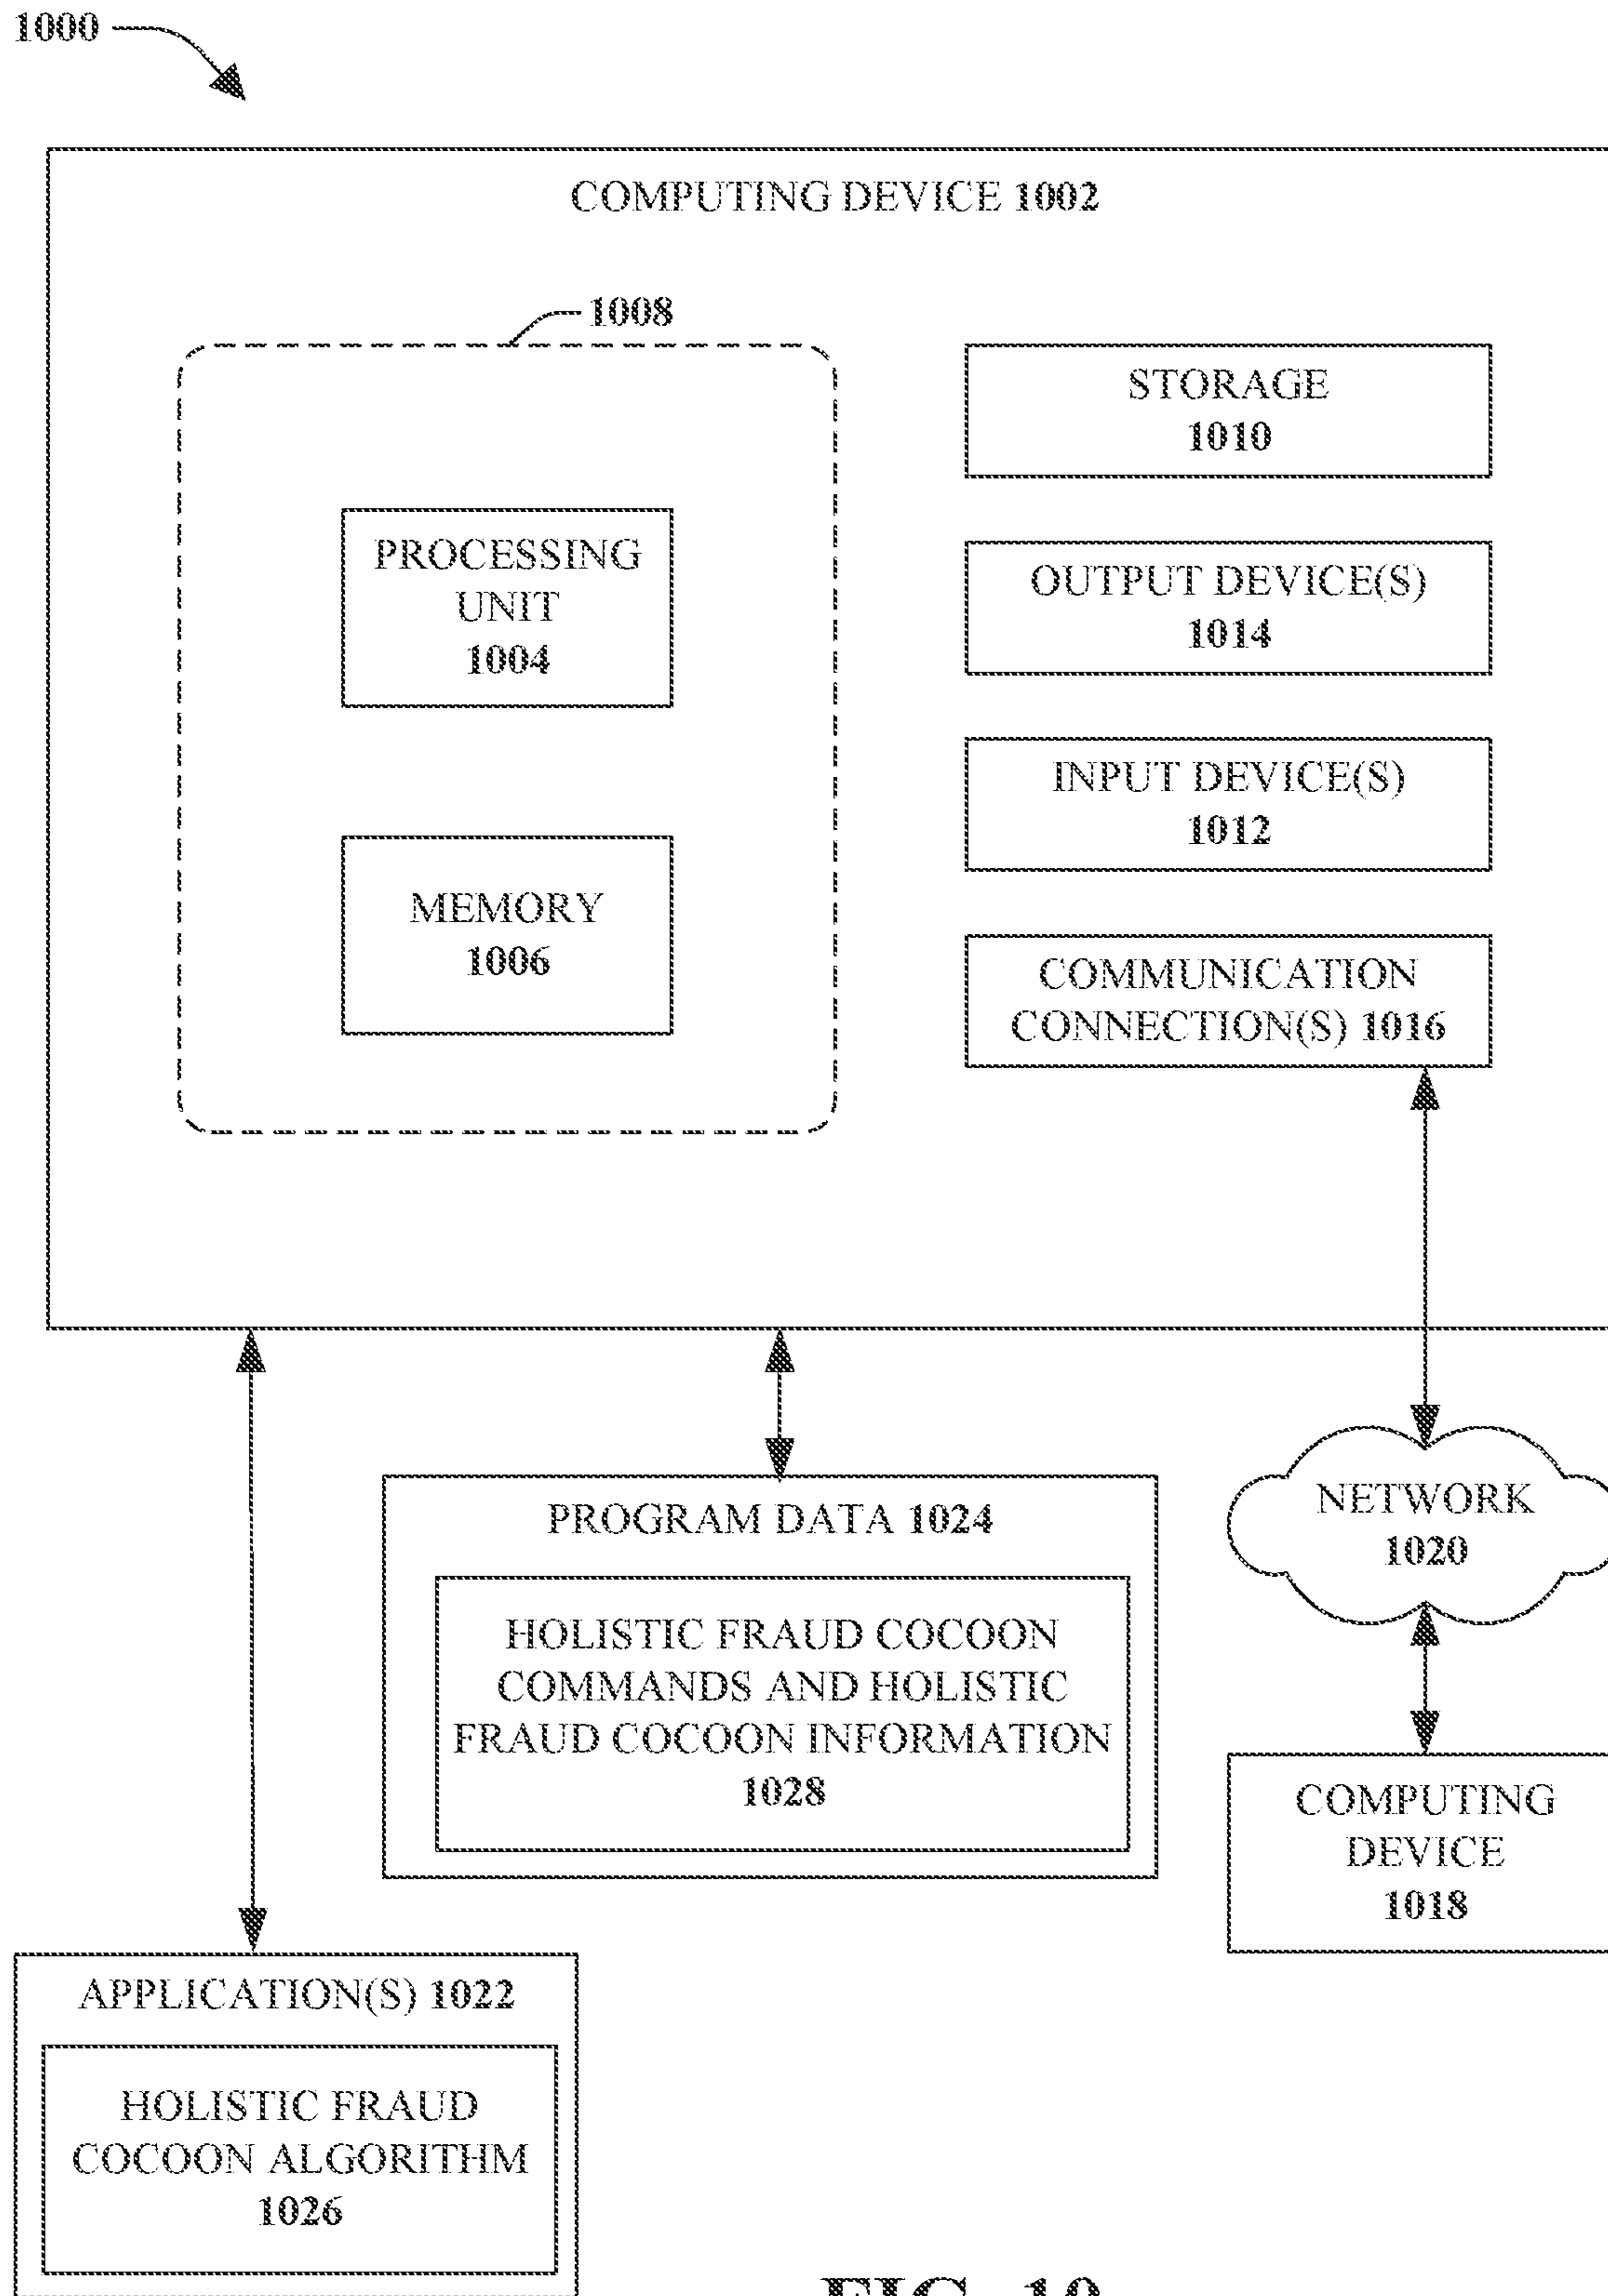 1000
COMPUTING DEVICE 1002
1008
PROCESSING
UNIT
1004
MEMORY
1006
STORAGE
1010
OUTPUT DEVICE(S)
1014
INPUT DEVICE(S)
1012
COMMUNICATION
CONNECTION(S) 1016
NETWORK
1020
PROGRAM DATA 1024
HOLISTIC FRAUD COCOON
COMMANDS AND HOLISTIC
FRAUD COCOON INFORMATION
1028
COMPUTING
DEVICE
1018
APPLICATION(S) 1022
HOLISTIC FRAUD
COCOON ALGORITHM
1026
FIG. 10